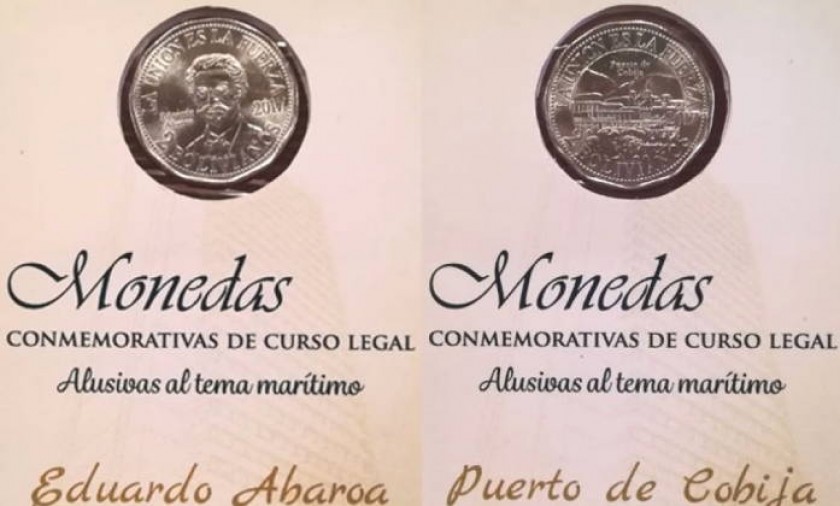 LA UNION ES LA FUERZA
2017
2 BOLIVIANOS
Monedas
CONMEMORATIVAS DE CURSO LEGAL
Alusivas al tema marítimo
Eduardo Abaroa
LA UNION ES LA FUERZA
Puerto de
Cobija
Monedas
CONMEMORATIVAS DE CURSO LEGAL
Alusivas al tema marítimo
Puerto de Cobija